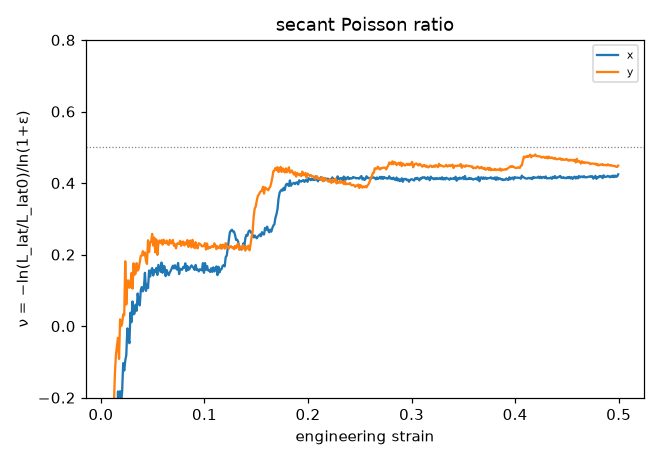 secant Poisson ratio
ν = −ln(L_lat/L_lat0)/ln(1+ε)
0.8
0.6
0.4
0.2
0.0
−0.2
x
y
0.0 0.1 0.2 0.3 0.4 0.5
engineering strain